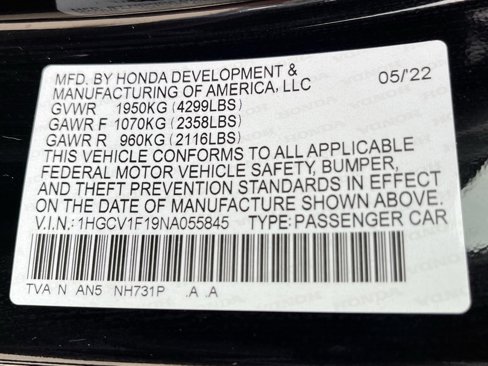 MFD. BY HONDA DEVELOPMENT &
MANUFACTURING OF AMERICA, LLC 05/'22
GVWR 1950KG (4299LBS)
GAWR F 1070KG (2358LBS)
GAWR R 960KG (2116LBS)
THIS VEHICLE CONFORMS TO ALL APPLICABLE
FEDERAL MOTOR VEHICLE SAFETY, BUMPER,
AND THEFT PREVENTION STANDARDS IN EFFECT
ON THE DATE OF MANUFACTURE SHOWN ABOVE.
V.I.N.: 1HGCV1F19NA055845 TYPE: PASSENGER CAR
TVA N AN5 NH731P .A .A